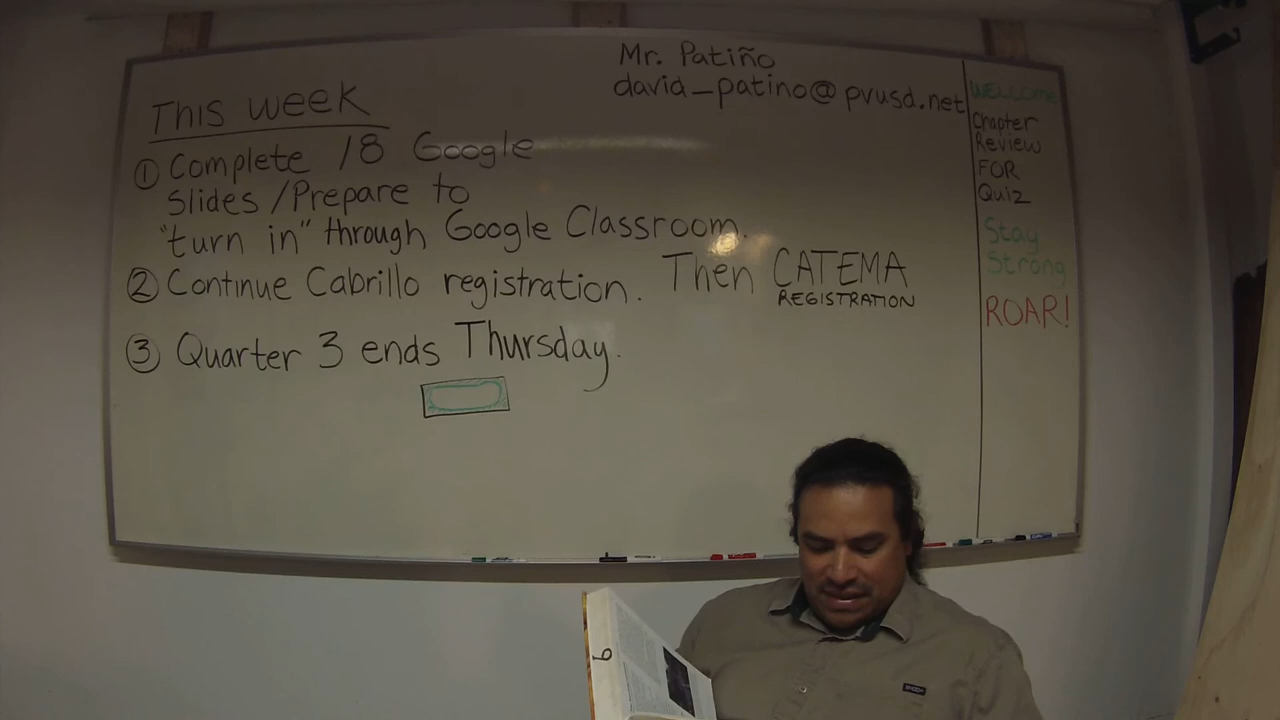 Mr. Patiño
david_patino@pvusd.net
This week
① Complete 18 Google
Slides/Prepare to
"turn in" through Google Classroom.
② Continue Cabrillo registration. Then CATEMA
REGISTRATION
③ Quarter 3 ends Thursday.
WELCOME
Chapter
Review
FOR
Quiz
Stay
Strong
ROAR!